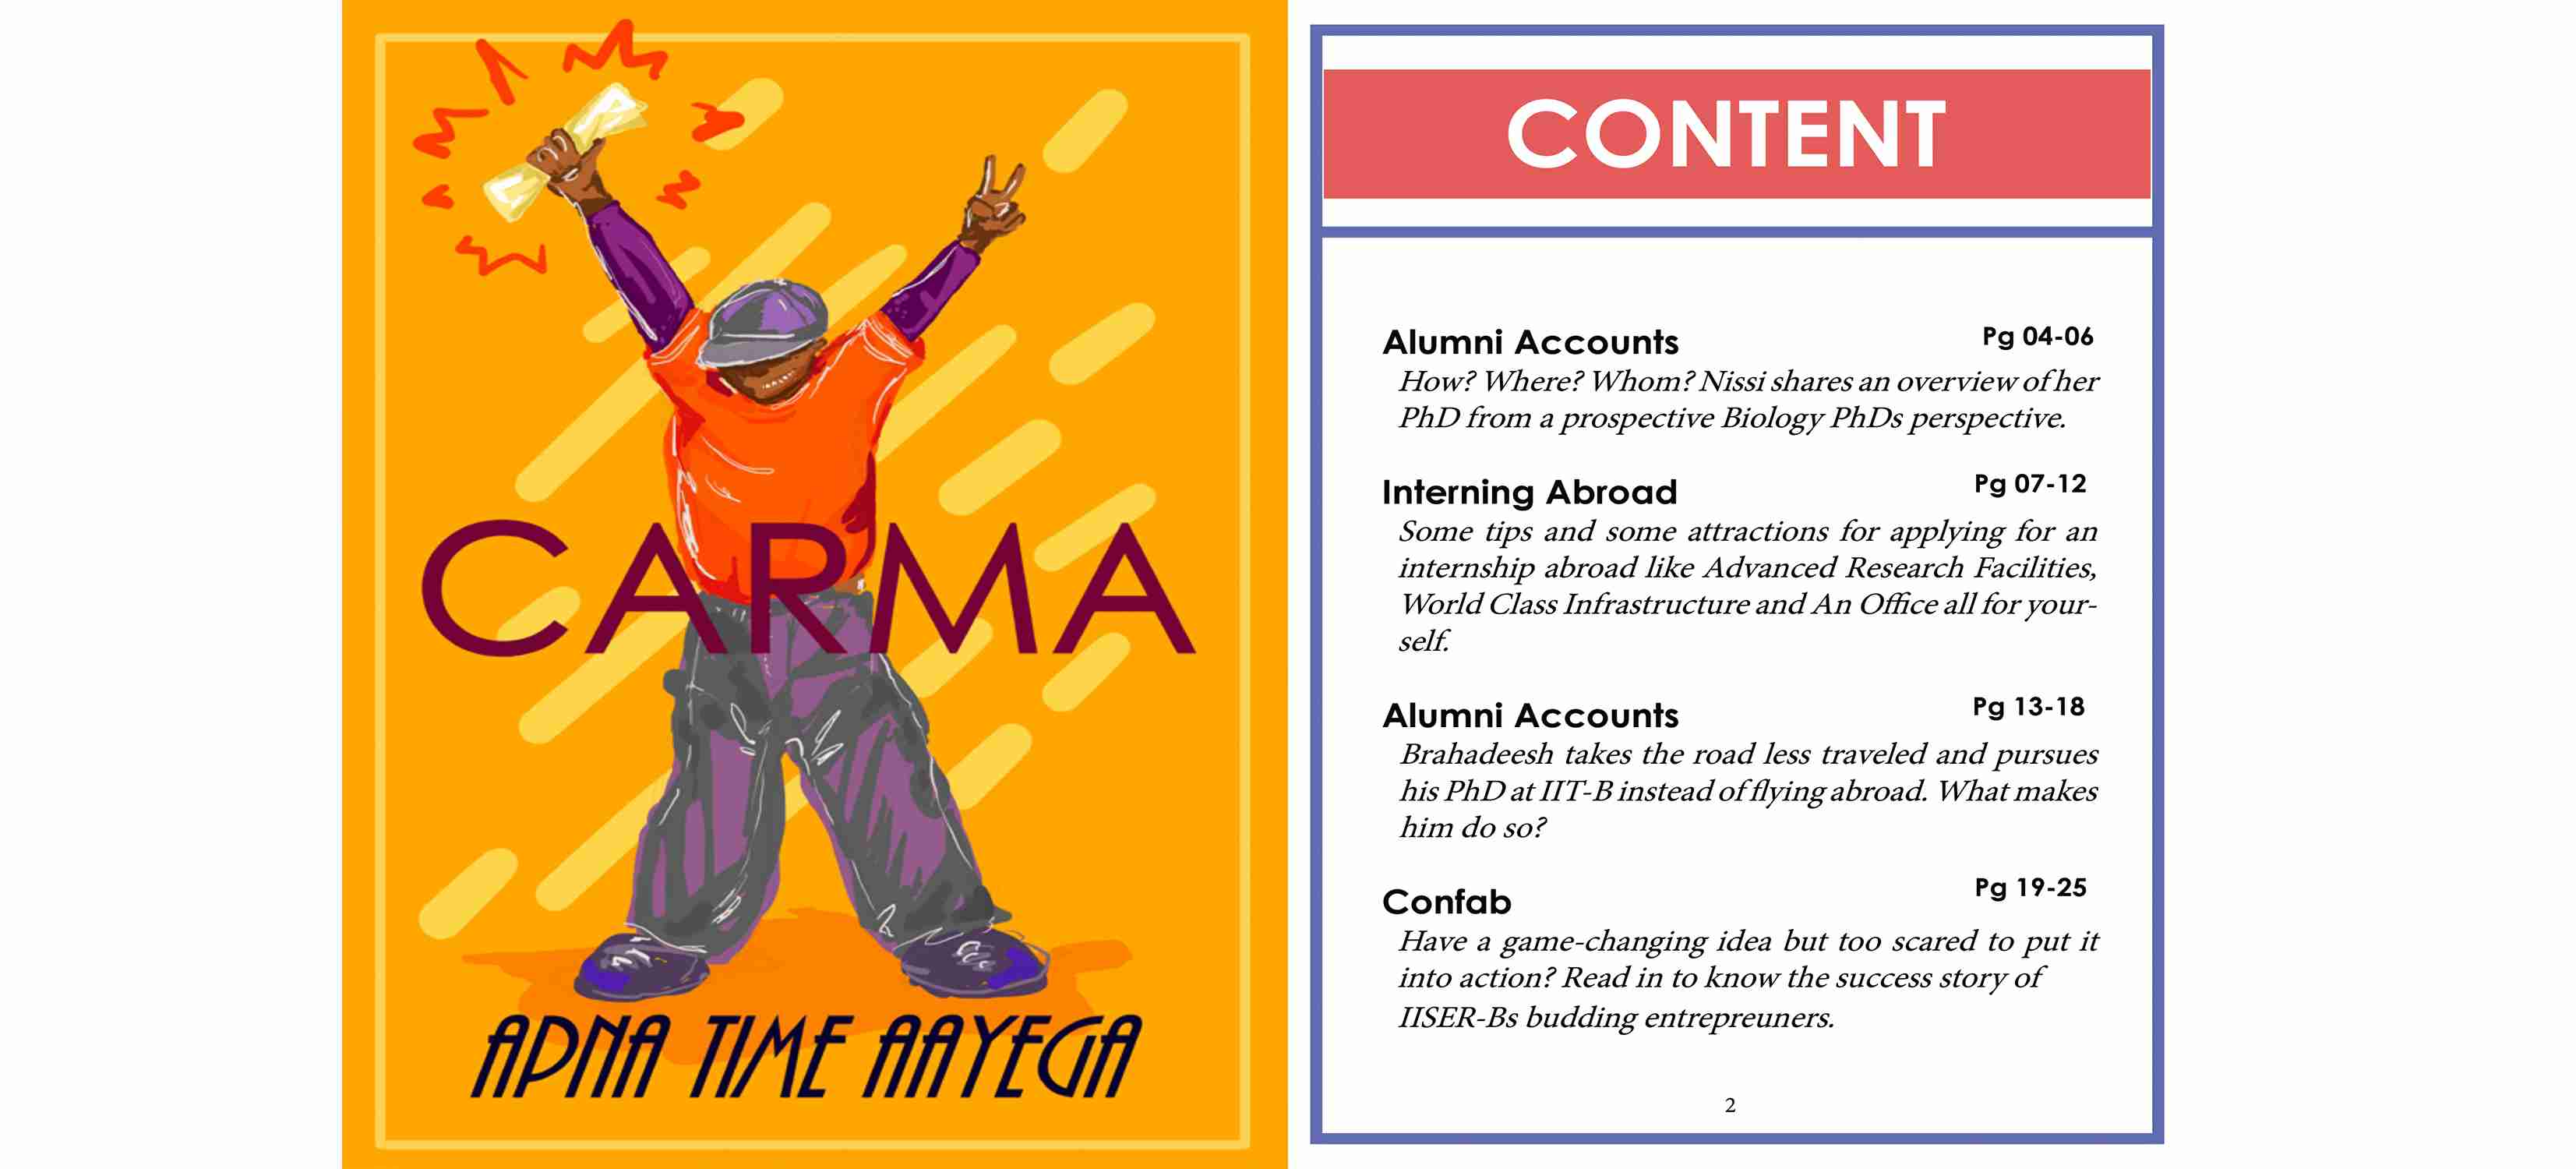 CARMA
APNA TIME AAYEGA
CONTENT
Alumni Accounts Pg 04-06
How? Where? Whom? Nissi shares an overview of her
PhD from a prospective Biology PhDs perspective.
Interning Abroad Pg 07-12
Some tips and some attractions for applying for an
internship abroad like Advanced Research Facilities,
World Class Infrastructure and An Office all for your-
self.
Alumni Accounts Pg 13-18
Brahadeesh takes the road less traveled and pursues
his PhD at IIT-B instead of flying abroad. What makes
him do so?
Confab Pg 19-25
Have a game-changing idea but too scared to put it
into action? Read in to know the success story of
IISER-Bs budding entrepreuners.
2